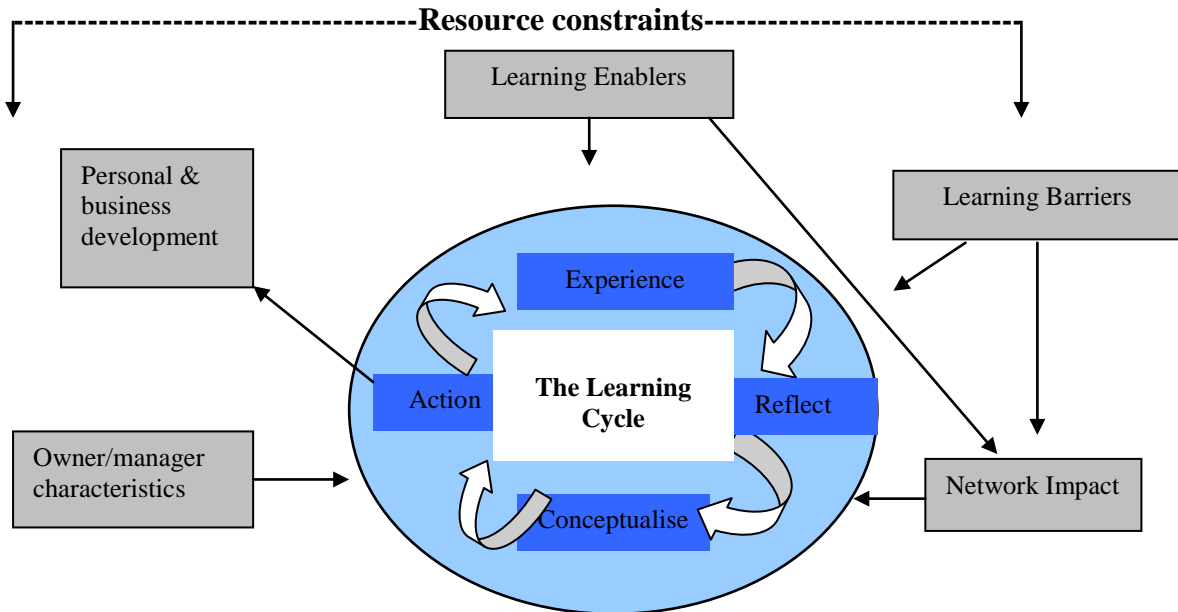 Resource constraints
Learning Enablers
Personal &
business
development
Learning Barriers
Experience
The Learning
Cycle
Action
Reflect
Owner/manager
characteristics
Network Impact
Conceptualise